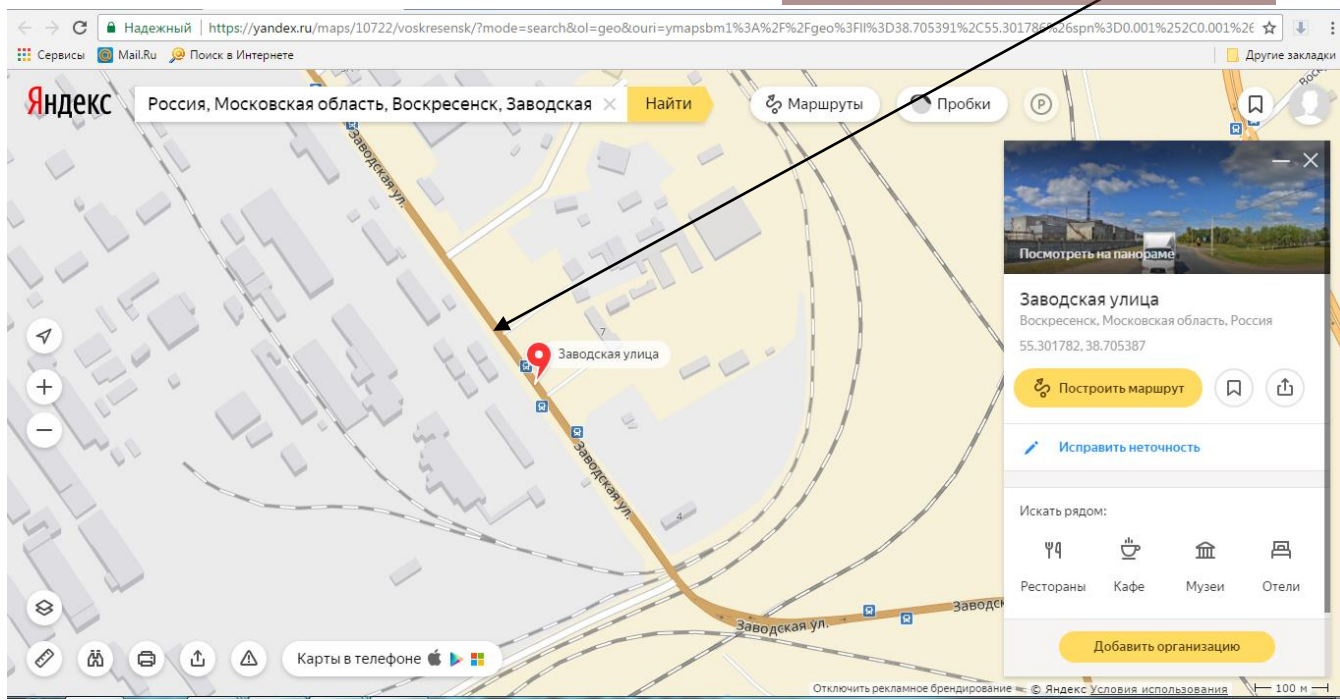 Надежный | https://yandex.ru/maps/10722/voskresensk/?mode=search&ol=geo&ouri=ymapsbm1%3A%2F%2Fgeo%3Fll%3D38.705391%2C55.301786%26spn%3D0.001%252C0.001%26
Сервисы Mail.Ru Поиск в Интернете Другие закладки
Яндекс Россия, Московская область, Воскресенск, Заводская Найти Маршруты Пробки P
Заводская ул.
Посмотреть на панораме
Заводская улица
Воскресенск, Московская область, Россия
55.301782, 38.705387
7
Заводская улица
Построить маршрут
Исправить неточность
Заводская ул.
4
Искать рядом:
Рестораны Кафе Музеи Отели
Заводская ул.
Заводск
Добавить организацию
Карты в телефоне
Отключить рекламное брендирование © Яндекс Условия использования 100 м